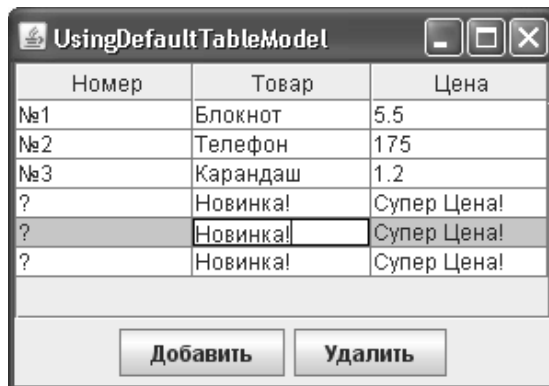 UsingDefaultTableModel
Номер Товар Цена
№1 Блокнот 5.5
№2 Телефон 175
№3 Карандаш 1.2
? Новинка! Супер Цена!
? Новинка! Супер Цена!
? Новинка! Супер Цена!
Добавить Удалить